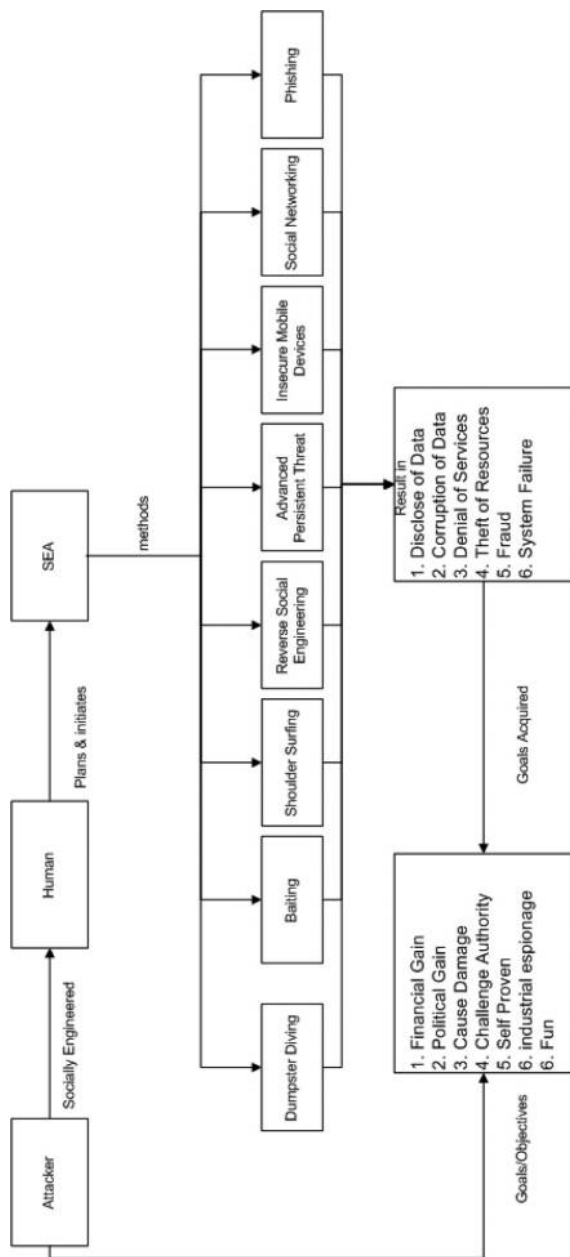 Attacker
Socially Engineered
Human
Plans & initiates
SEA
methods
Dumpster Diving
Baiting
Shoulder Surfing
Reverse Social
Engineering
Advanced
Persistent Threat
Insecure Mobile
Devices
Social Networking
Phishing
Result in
1. Disclose of Data
2. Corruption of Data
3. Denial of Services
4. Theft of Resources
5. Fraud
6. System Failure
Goals Acquired
1. Financial Gain
2. Political Gain
3. Cause Damage
4. Challenge Authority
5. Self Proven
6. industrial espionage
6. Fun
Goals/Objectives